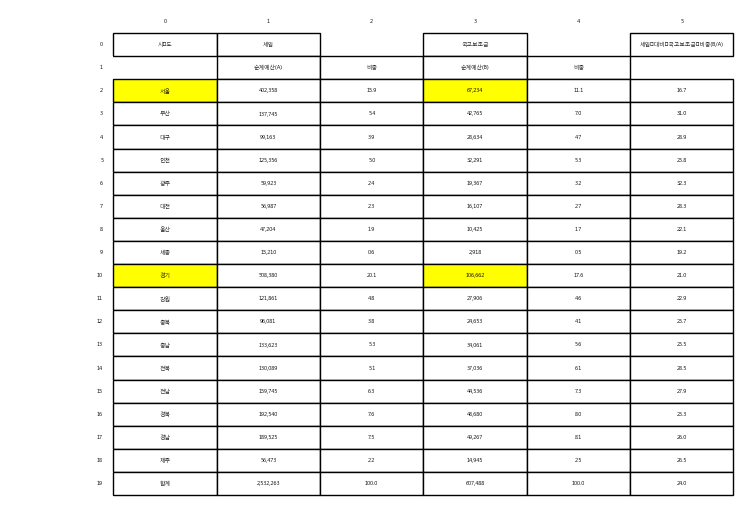 0 1 2 3 4 5
0 시 도 세입 국고보조금 세입 대비 국고보조금 비중(B/A)
1 순계예산(A) 비중 순계예산(B) 비중
2 서울 402,358 15.9 67,234 11.1 16.7
3 부산 137,745 5.4 42,765 7.0 31.0
4 대구 99,163 3.9 28,634 4.7 28.9
5 인천 125,356 5.0 32,291 5.3 25.8
6 광주 59,923 2.4 19,367 3.2 32.3
7 대전 56,987 2.3 16,107 2.7 28.3
8 울산 47,204 1.9 10,425 1.7 22.1
9 세종 15,210 0.6 2,918 0.5 19.2
10 경기 508,380 20.1 106,662 17.6 21.0
11 강원 121,861 4.8 27,906 4.6 22.9
12 충북 96,081 3.8 24,653 4.1 25.7
13 충남 133,623 5.3 34,061 5.6 25.5
14 전북 130,089 5.1 37,036 6.1 28.5
15 전남 159,745 6.3 44,536 7.3 27.9
16 경북 192,540 7.6 48,680 8.0 25.3
17 경남 189,525 7.5 49,267 8.1 26.0
18 제주 56,473 2.2 14,945 2.5 26.5
19 합계 2,532,263 100.0 607,488 100.0 24.0